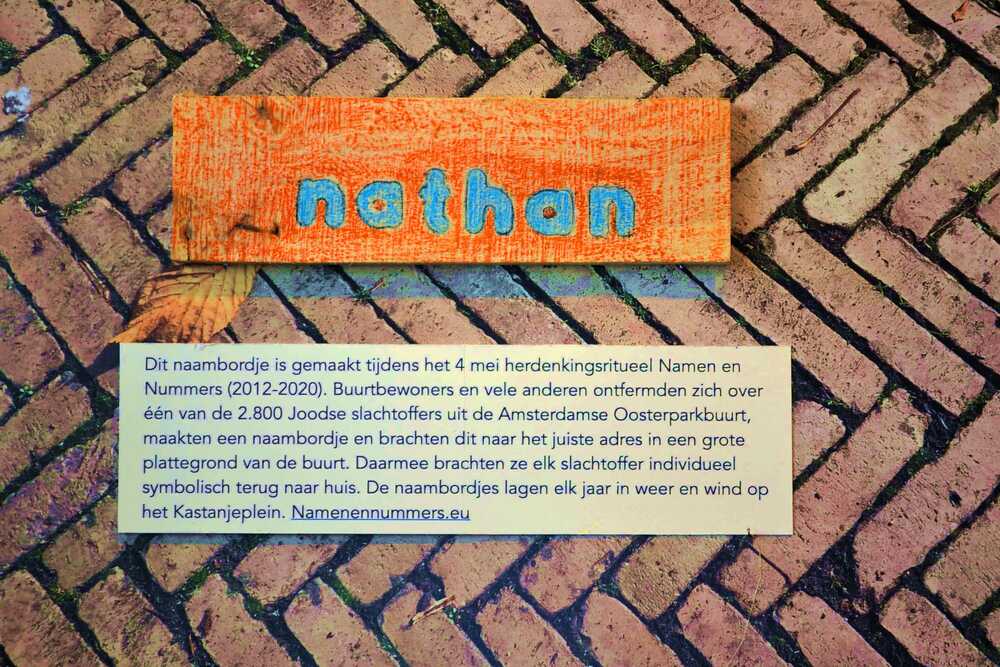 nathan
Dit naambordje is gemaakt tijdens het 4 mei herdenkingsritueel Namen en
Nummers (2012-2020). Buurtbewoners en vele anderen ontfermden zich over
één van de 2.800 Joodse slachtoffers uit de Amsterdamse Oosterparkbuurt,
maakten een naambordje en brachten dit naar het juiste adres in een grote
plattegrond van de buurt. Daarmee brachten ze elk slachtoffer individueel
symbolisch terug naar huis. De naambordjes lagen elk jaar in weer en wind op
het Kastanjeplein. Namenennummers.eu